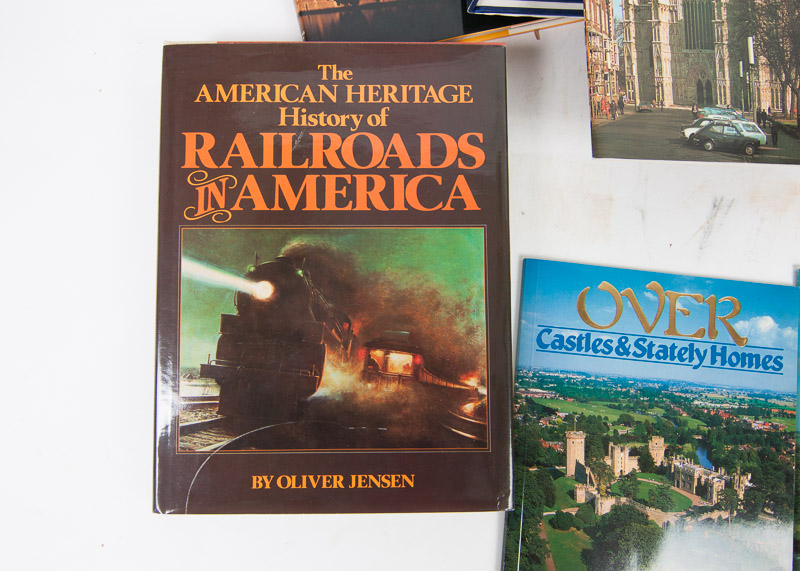 The
AMERICAN HERITAGE
History of
RAILROADS
IN AMERICA
BY OLIVER JENSEN
OVER
Castles & Stately Homes